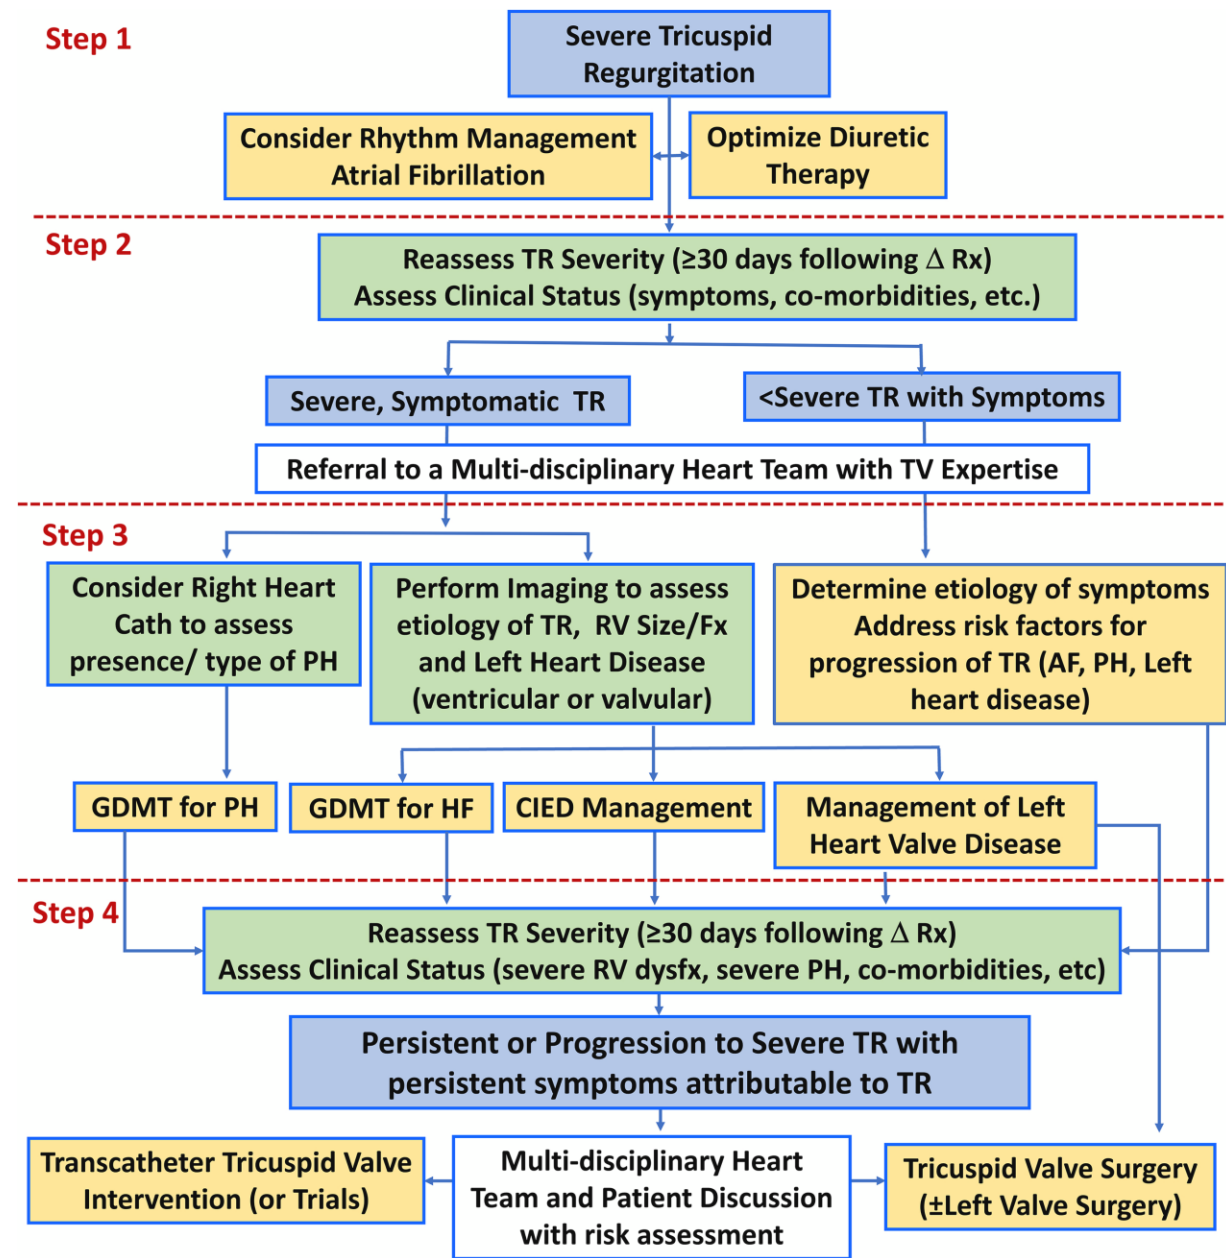 Step 1
Severe Tricuspid
Regurgitation
Consider Rhythm Management
Atrial Fibrillation
Optimize Diuretic
Therapy
Step 2
Reassess TR Severity (≥30 days following Δ Rx)
Assess Clinical Status (symptoms, co-morbidities, etc.)
Severe, Symptomatic TR
<Severe TR with Symptoms
Referral to a Multi-disciplinary Heart Team with TV Expertise
Step 3
Consider Right Heart
Cath to assess
presence/ type of PH
Perform Imaging to assess
etiology of TR, RV Size/Fx
and Left Heart Disease
(ventricular or valvular)
Determine etiology of symptoms
Address risk factors for
progression of TR (AF, PH, Left
heart disease)
GDMT for PH
GDMT for HF
CIED Management
Management of Left
Heart Valve Disease
Step 4
Reassess TR Severity (≥30 days following Δ Rx)
Assess Clinical Status (severe RV dysfx, severe PH, co-morbidities, etc)
Persistent or Progression to Severe TR with
persistent symptoms attributable to TR
Transcatheter Tricuspid Valve
Intervention (or Trials)
Multi-disciplinary Heart
Team and Patient Discussion
with risk assessment
Tricuspid Valve Surgery
(±Left Valve Surgery)